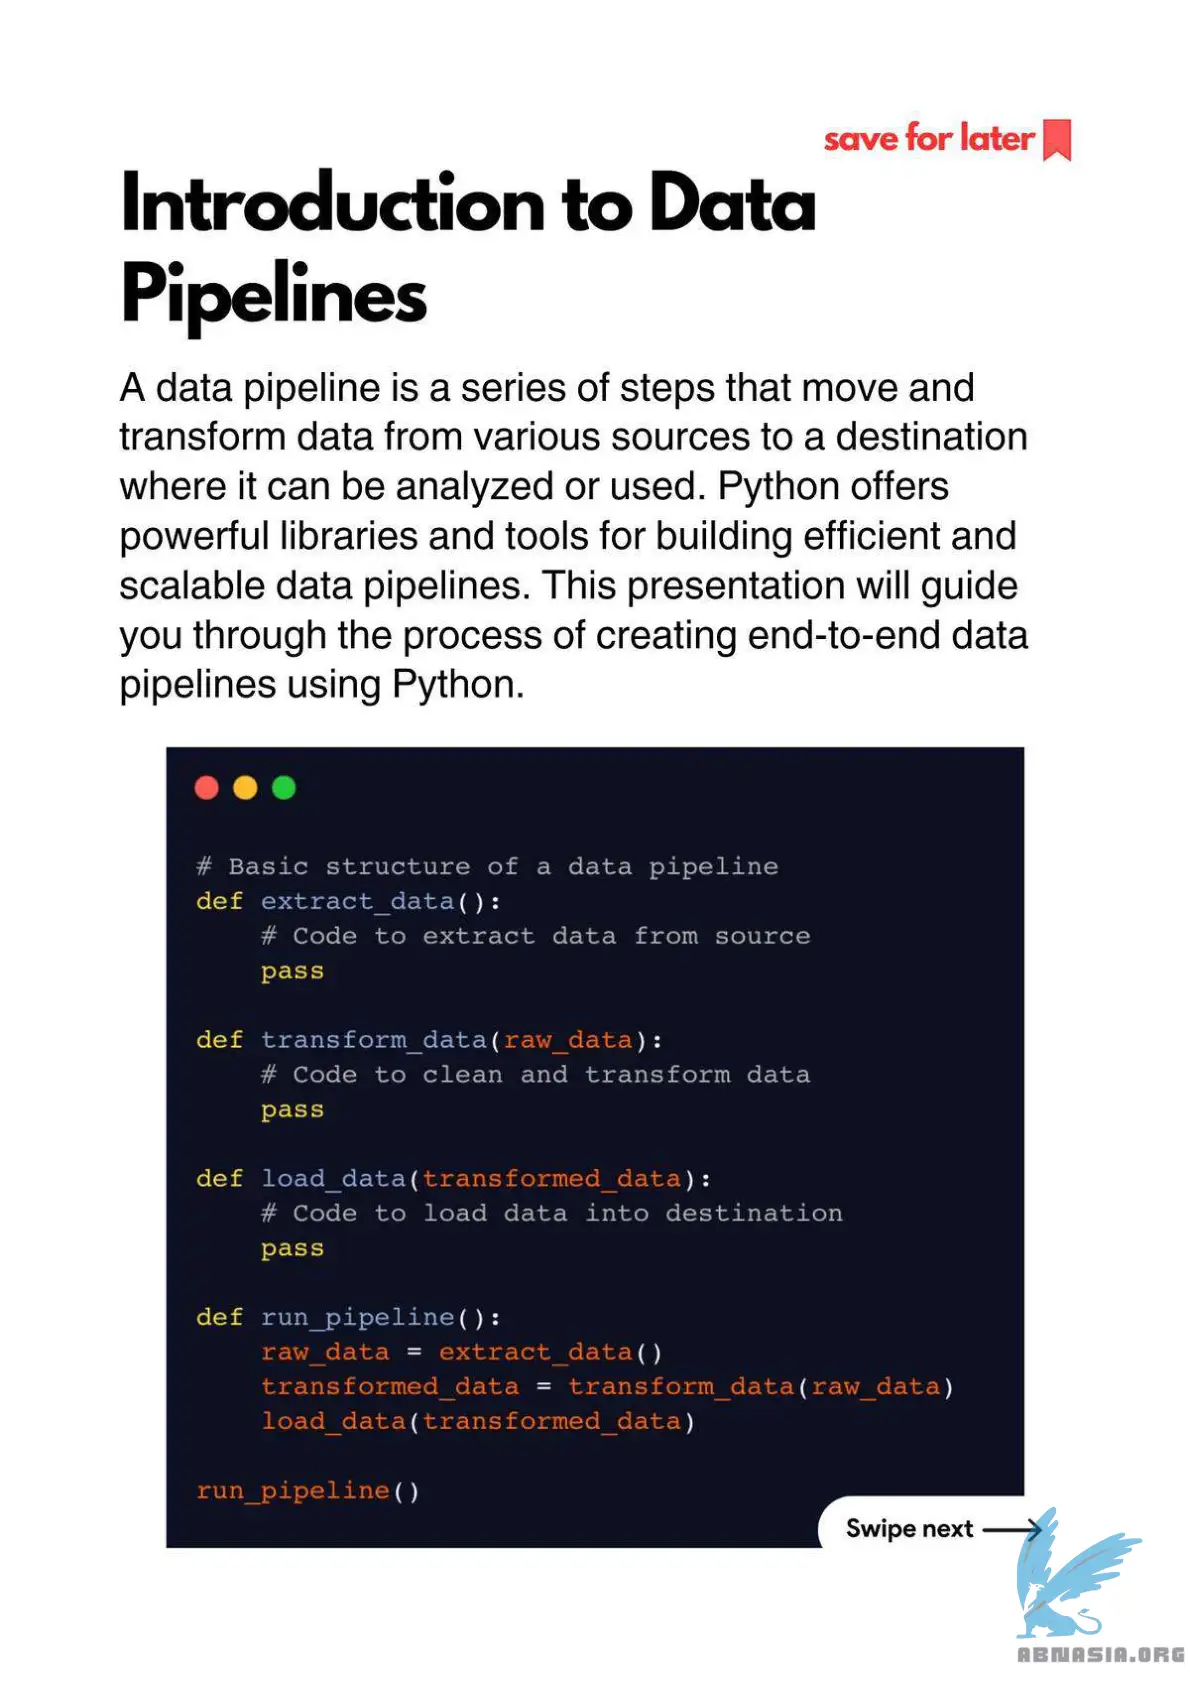 save for later
Introduction to Data
Pipelines
A data pipeline is a series of steps that move and
transform data from various sources to a destination
where it can be analyzed or used. Python offers
powerful libraries and tools for building efficient and
scalable data pipelines. This presentation will guide
you through the process of creating end-to-end data
pipelines using Python.
# Basic structure of a data pipeline
def extract_data():
    # Code to extract data from source
    pass
def transform_data(raw_data):
    # Code to clean and transform data
    pass
def load_data(transformed_data):
    # Code to load data into destination
    pass
def run_pipeline():
    raw_data = extract_data()
    transformed_data = transform_data(raw_data)
    load_data(transformed_data)
run_pipeline()
Swipe next
ABNASIA.ORG